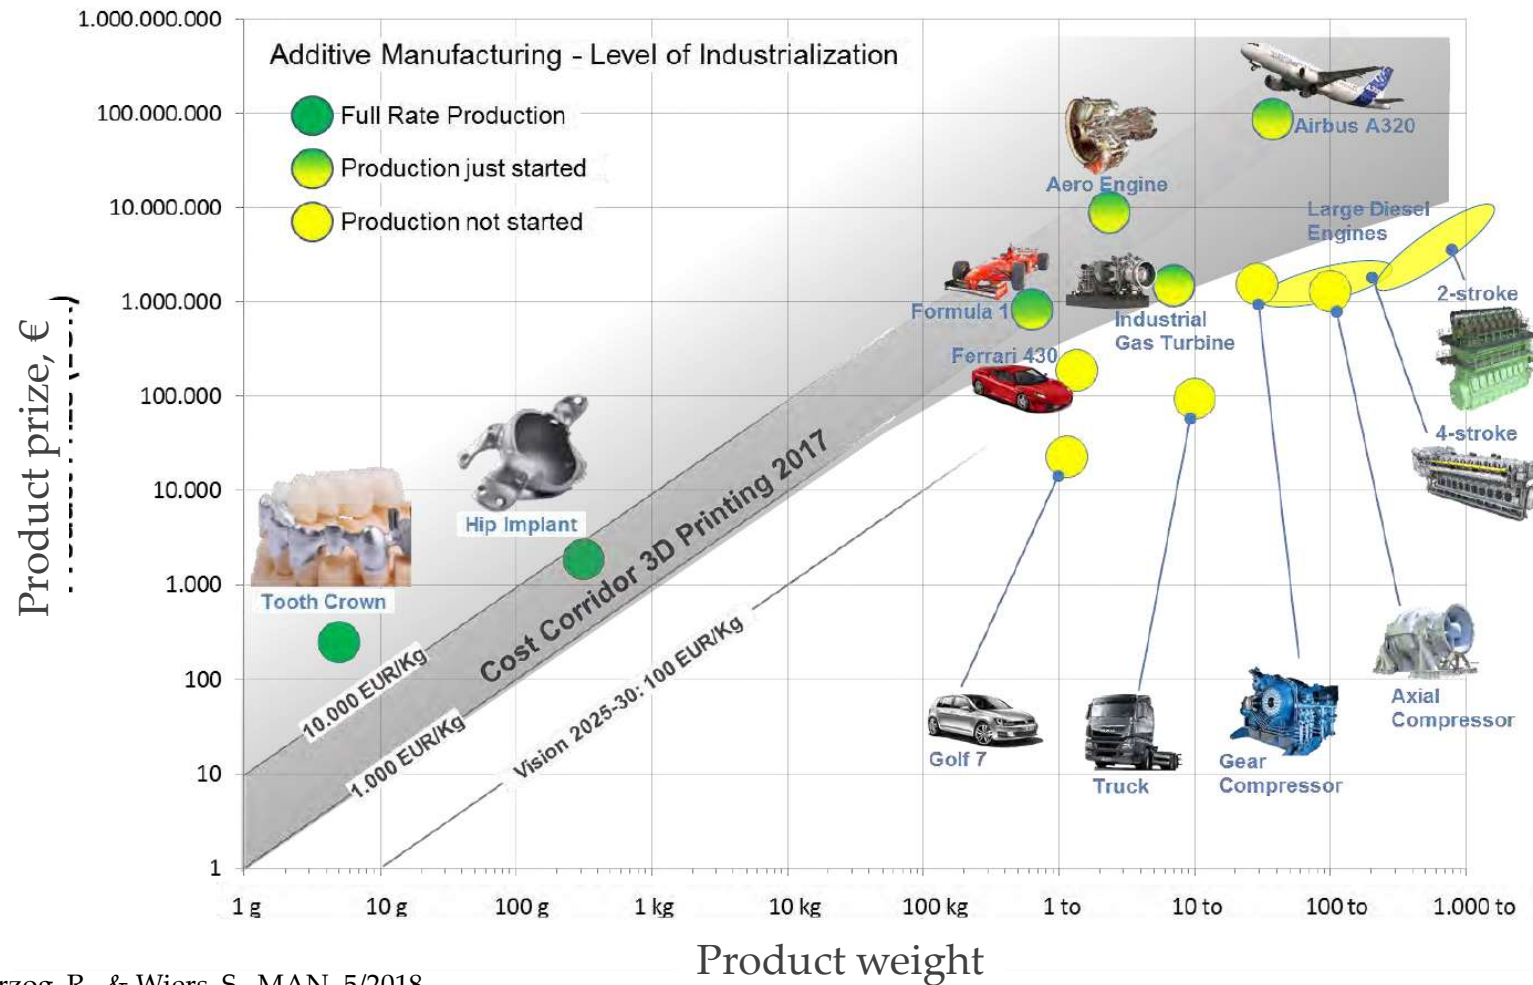 1.000.000.000
100.000.000
10.000.000
1.000.000
100.000
10.000
1.000
100
10
1
Product prize, €
Additive Manufacturing - Level of Industrialization
Full Rate Production
Production just started
Production not started
Airbus A320
Aero Engine
Large Diesel
Engines
Formula 1
Industrial
Gas Turbine
2-stroke
Ferrari 430
4-stroke
Hip Implant
Tooth Crown
Cost Corridor 3D Printing 2017
10.000 EUR/Kg
1.000 EUR/Kg
Vision 2025-30: 100 EUR/Kg
Golf 7
Truck
Gear
Compressor
Axial
Compressor
1 g
10 g
100 g
1 kg
10 kg
100 kg
1 to
10 to
100 to
1.000 to
Product weight
R., & Wiers, S., MAN, 5/2018